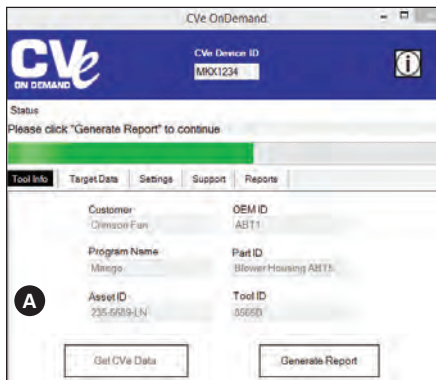 CVe OnDemand
CVe
ON DEMAND
CVe Device ID
MKX1234
i
Status
Please click "Generate Report" to continue
Tool Info Target Data Settings Support Reports
Customer OEM ID
Crimson Fan ABT1
Program Name Part ID
Mango Blower Housing ABT5
A
Asset ID Tool ID
235-5689-LN
Get CVe Data Generate Report